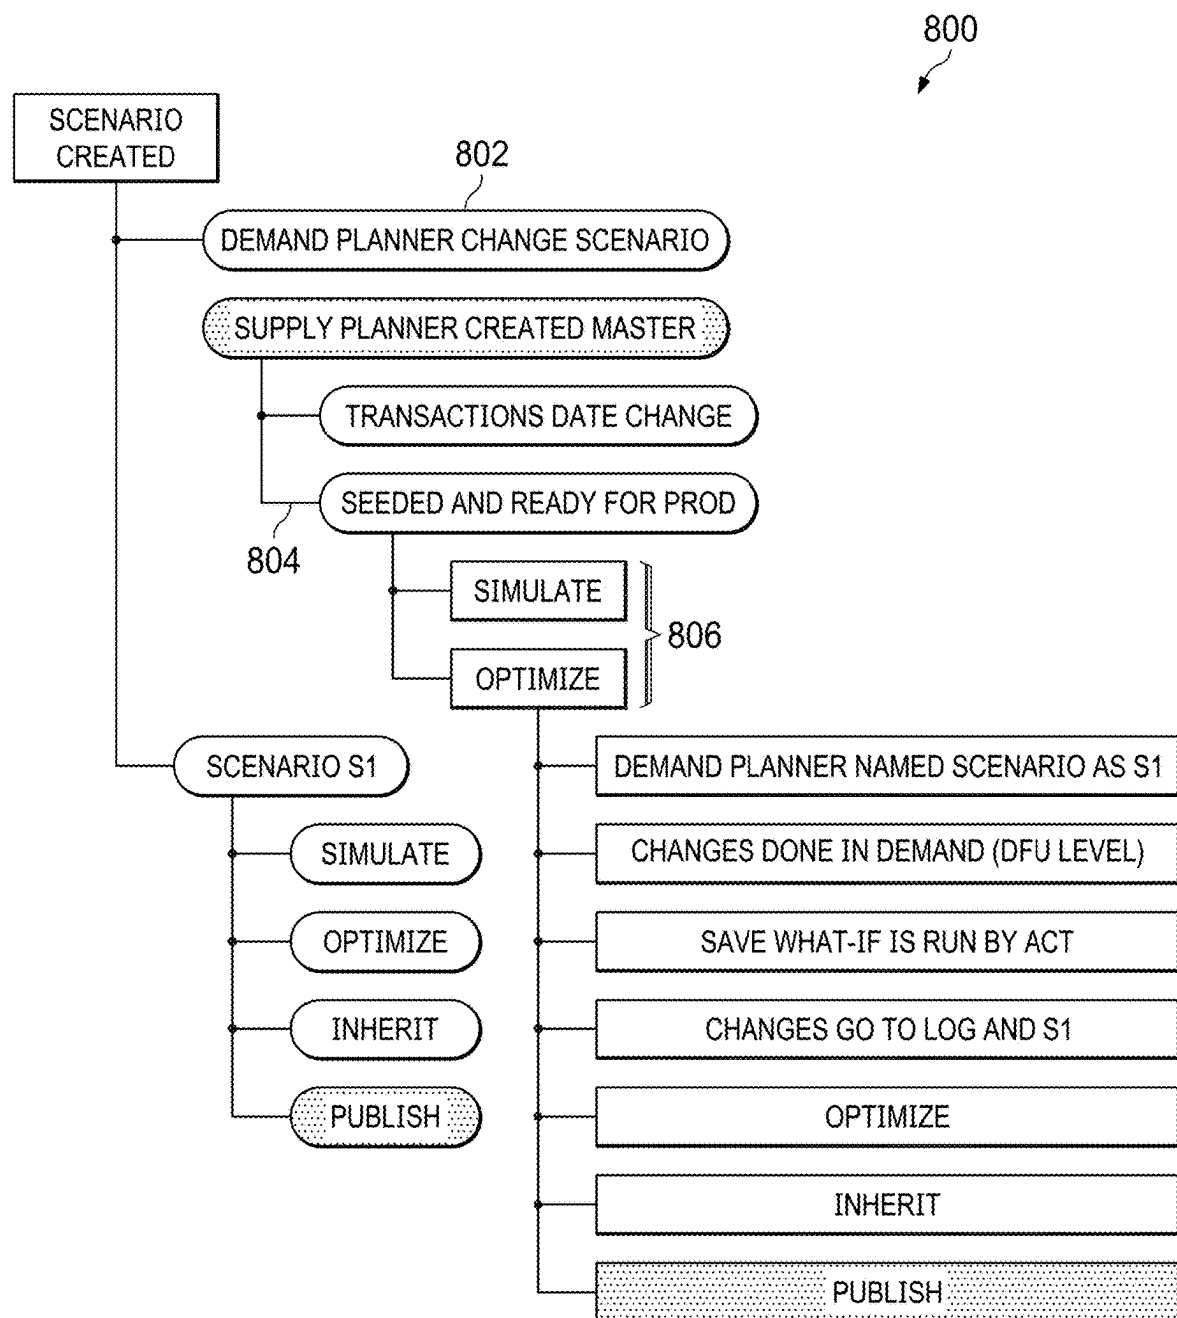 800
SCENARIO
CREATED
802
DEMAND PLANNER CHANGE SCENARIO
SUPPLY PLANNER CREATED MASTER
TRANSACTIONS DATE CHANGE
SEEDED AND READY FOR PROD
804
SIMULATE
806
OPTIMIZE
SCENARIO S1
DEMAND PLANNER NAMED SCENARIO AS S1
SIMULATE
CHANGES DONE IN DEMAND (DFU LEVEL)
OPTIMIZE
SAVE WHAT-IF IS RUN BY ACT
INHERIT
CHANGES GO TO LOG AND S1
PUBLISH
OPTIMIZE
INHERIT
PUBLISH